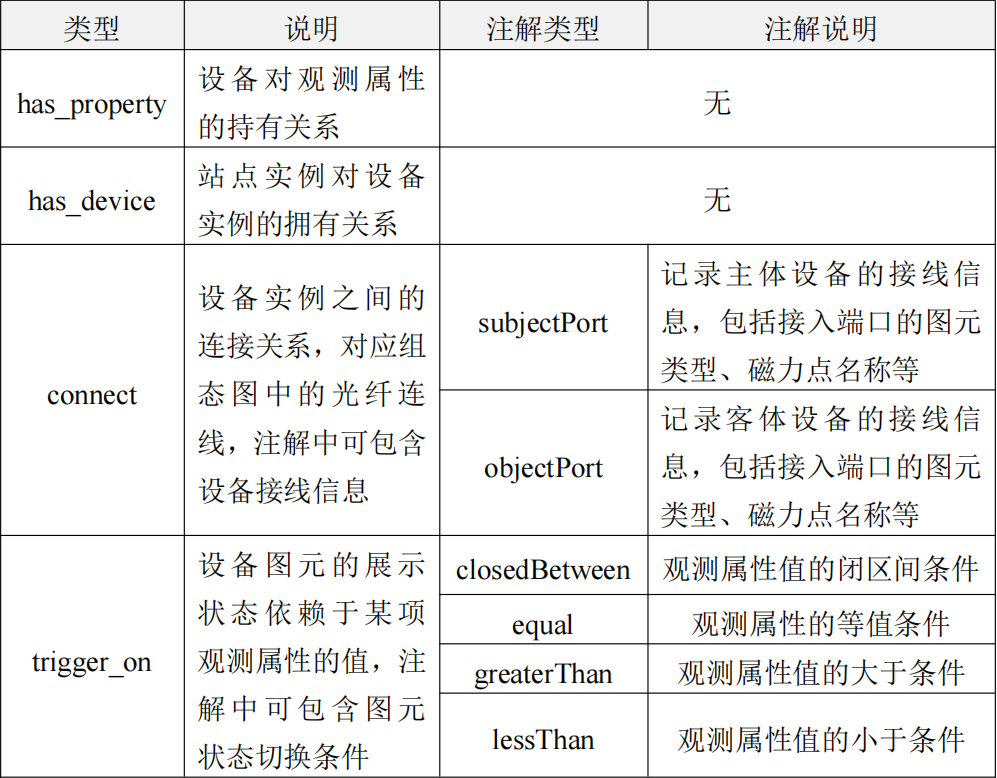 类型 说明 注解类型 注解说明
has_property
设备对观测属性
的持有关系
无
has_device
站点实例对设备
实例的拥有关系
无
connect
设备实例之间的
连接关系，对应组
态图中的光纤连
线，注解中可包含
设备接线信息
subjectPort
记录主体设备的接线信
息，包括接入端口的图元
类型、磁力点名称等
objectPort
记录客体设备的接线信
息，包括接入端口的图元
类型、磁力点名称等
trigger_on
设备图元的展示
状态依赖于某项
观测属性的值，注
解中可包含图元
状态切换条件
closedBetween 观测属性值的闭区间条件
equal 观测属性的等值条件
greaterThan 观测属性值的大于条件
lessThan 观测属性值的小于条件